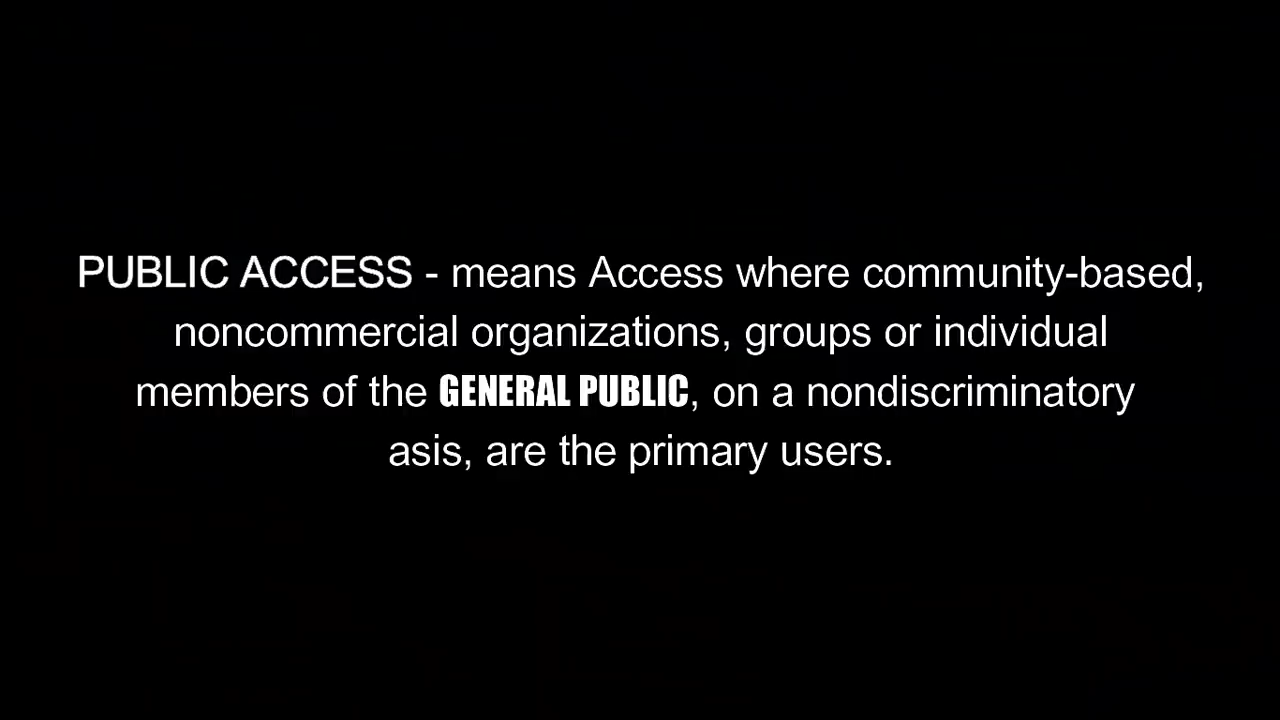 PUBLIC ACCESS - means Access where community-based,
noncommercial organizations, groups or individual
members of the GENERAL PUBLIC, on a nondiscriminatory
asis, are the primary users.